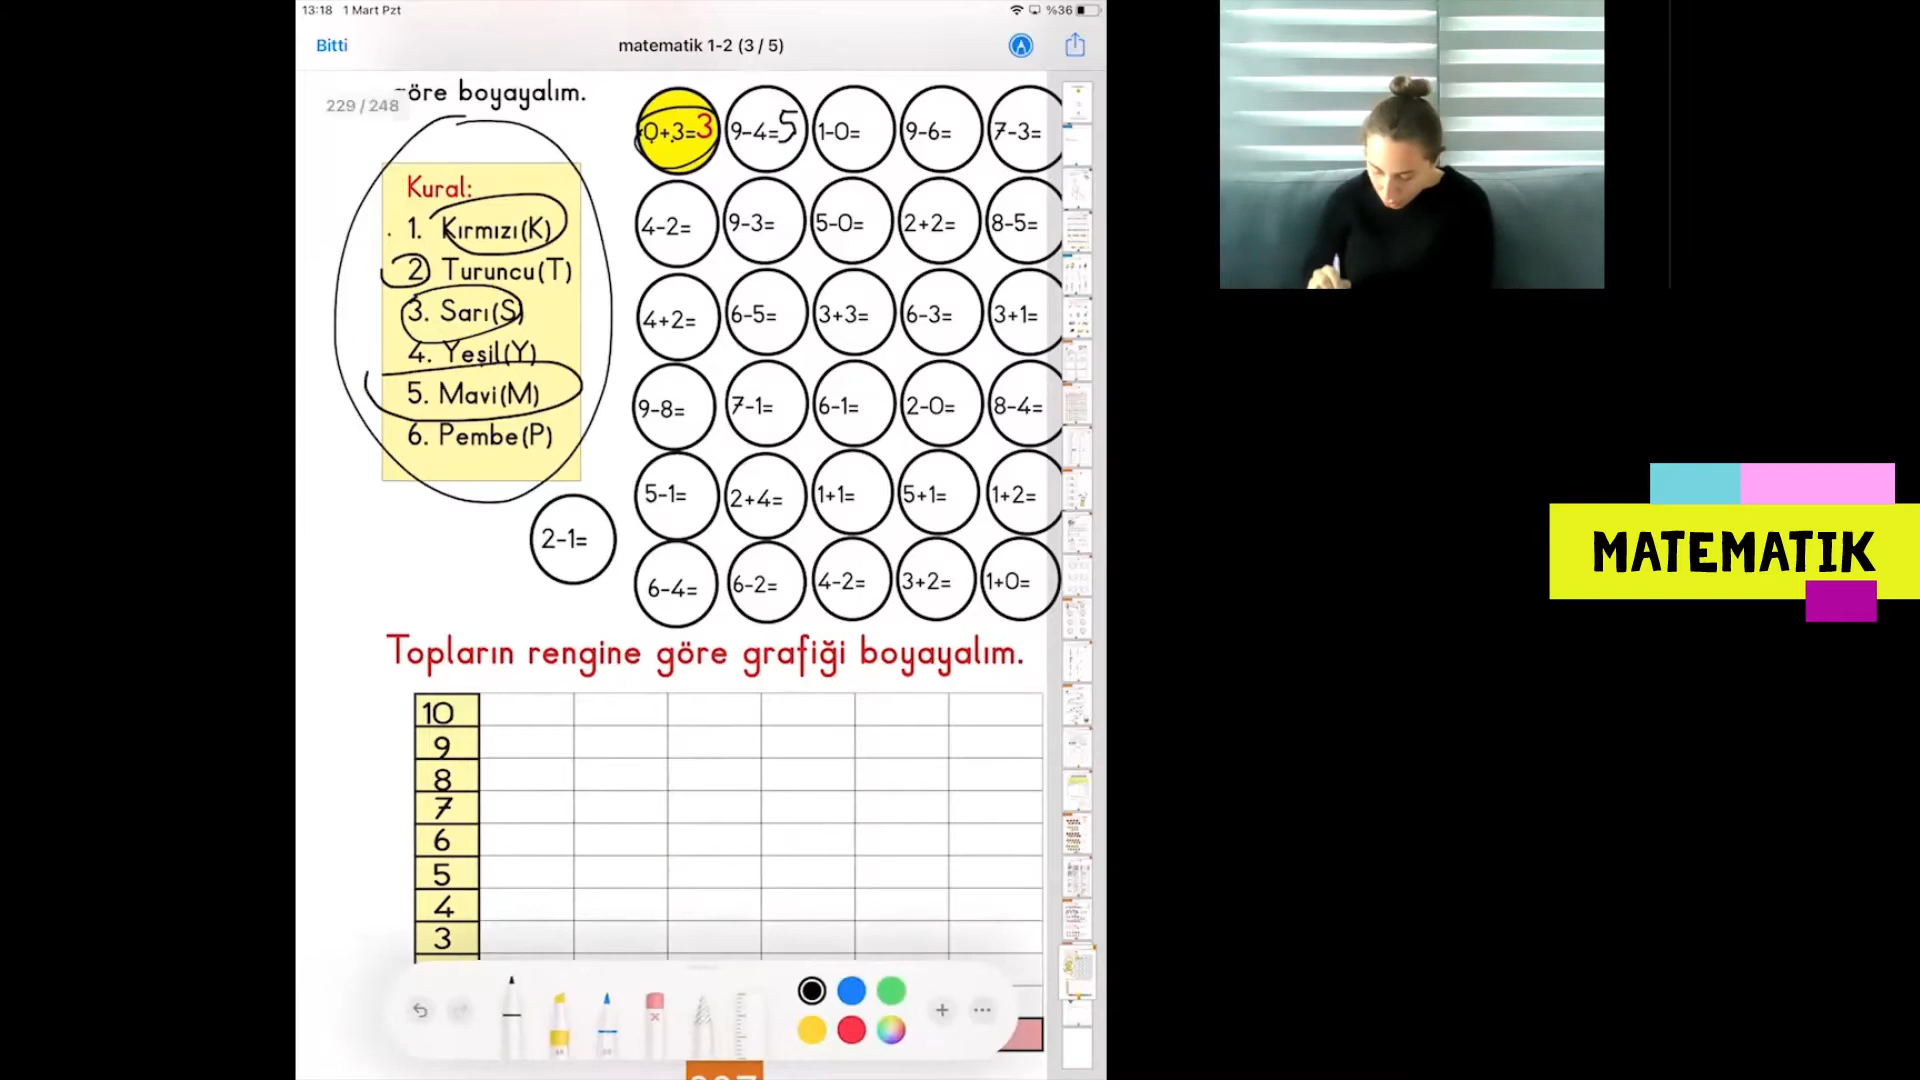 13:18 1 Mart Pzt
%36
Bitti
matematik 1-2 (3 / 5)
229 / 248
göre boyayalım.
Kural:
1. Kırmızı(K)
2. Turuncu(T)
3. Sarı(S)
4. Yeşil(Y)
5. Mavi(M)
6. Pembe(P)
0+3=3 9-4=5 1-0= 9-6= 7-3=
4-2= 9-3= 5-0= 2+2= 8-5=
4+2= 6-5= 3+3= 6-3= 3+1=
9-8= 7-1= 6-1= 2-0= 8-4=
5-1= 2+4= 1+1= 5+1= 1+2=
2-1=
6-4= 6-2= 4-2= 3+2= 1+0=
Topların rengine göre grafiği boyayalım.
10
9
8
7
6
5
4
3
MATEMATIK